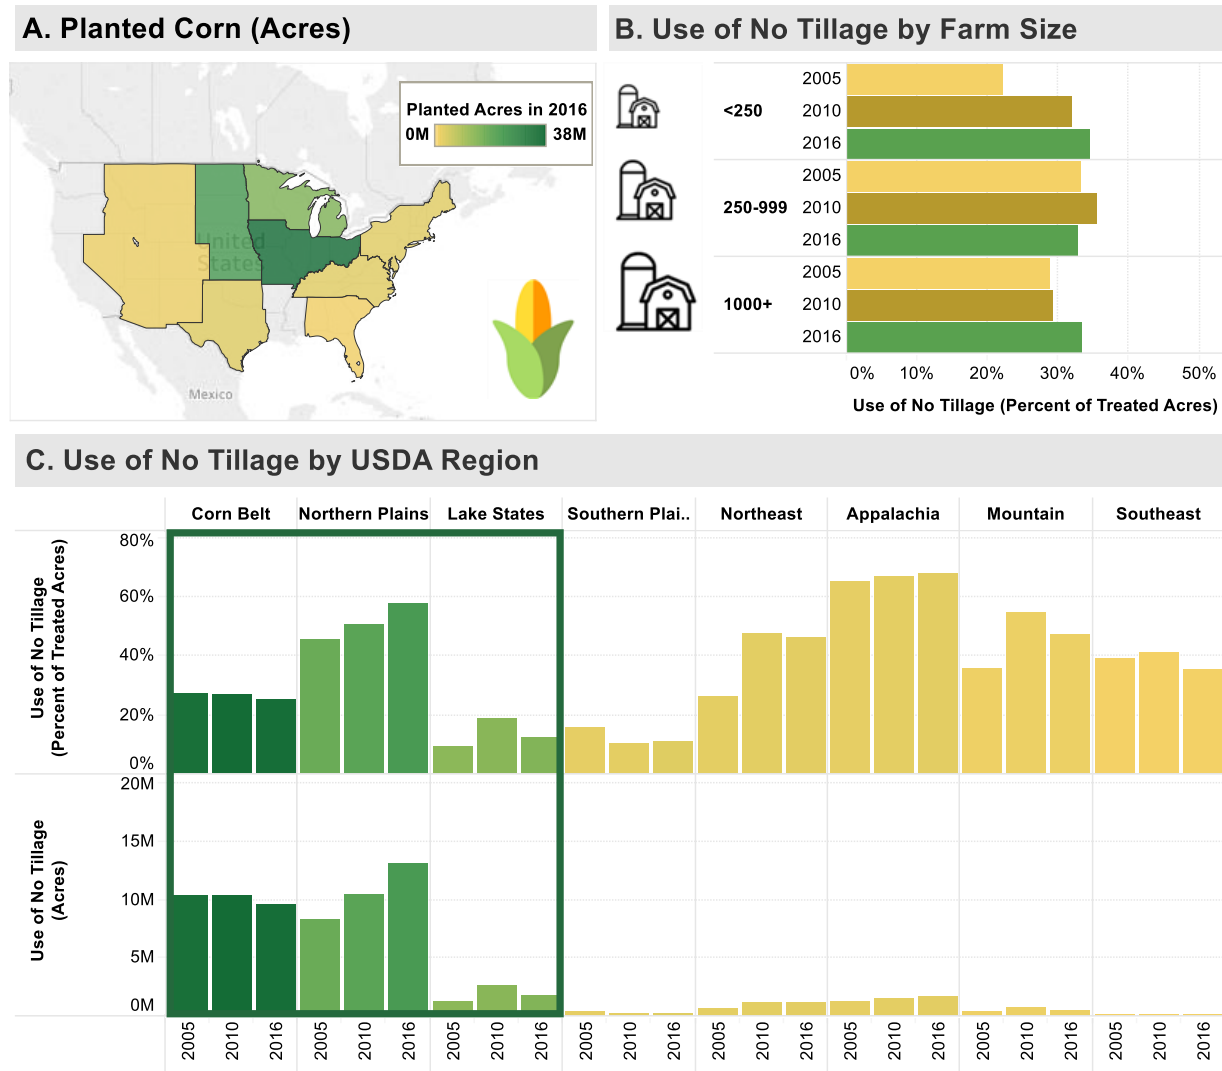 A. Planted Corn (Acres)
Planted Acres in 2016
0M 38M
United
States
Mexico
B. Use of No Tillage by Farm Size
<250
2005
2010
2016
250-999
2005
2010
2016
1000+
2005
2010
2016
0% 10% 20% 30% 40% 50%
Use of No Tillage (Percent of Treated Acres)
C. Use of No Tillage by USDA Region
Corn Belt Northern Plains Lake States Southern Plai.. Northeast Appalachia Mountain Southeast
Use of No Tillage
(Percent of Treated Acres)
80%
60%
40%
20%
0%
Use of No Tillage
(Acres)
20M
15M
10M
5M
0M
2005 2010 2016 2005 2010 2016 2005 2010 2016 2005 2010 2016 2005 2010 2016 2005 2010 2016 2005 2010 2016 2005 2010 2016